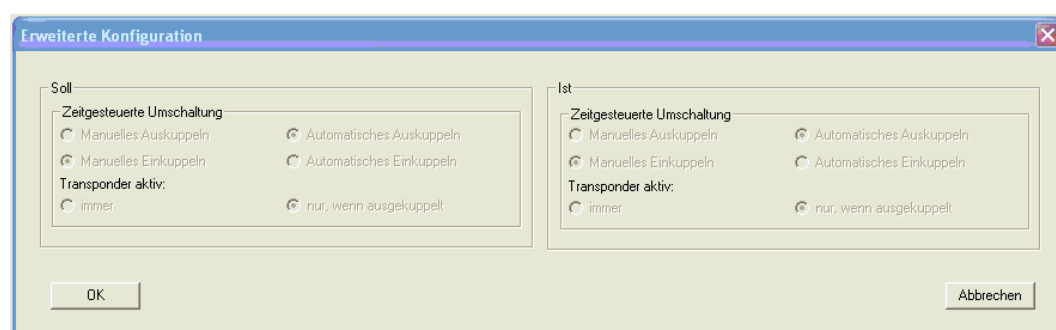 Erweiterte Konfiguration
Soll
Zeitgesteuerte Umschaltung
Manuelles Auskuppeln
Automatisches Auskuppeln
Manuelles Einkuppeln
Automatisches Einkuppeln
Transponder aktiv:
immer
nur, wenn ausgekuppelt
Ist
Zeitgesteuerte Umschaltung
Manuelles Auskuppeln
Automatisches Auskuppeln
Manuelles Einkuppeln
Automatisches Einkuppeln
Transponder aktiv:
immer
nur, wenn ausgekuppelt
OK
Abbrechen